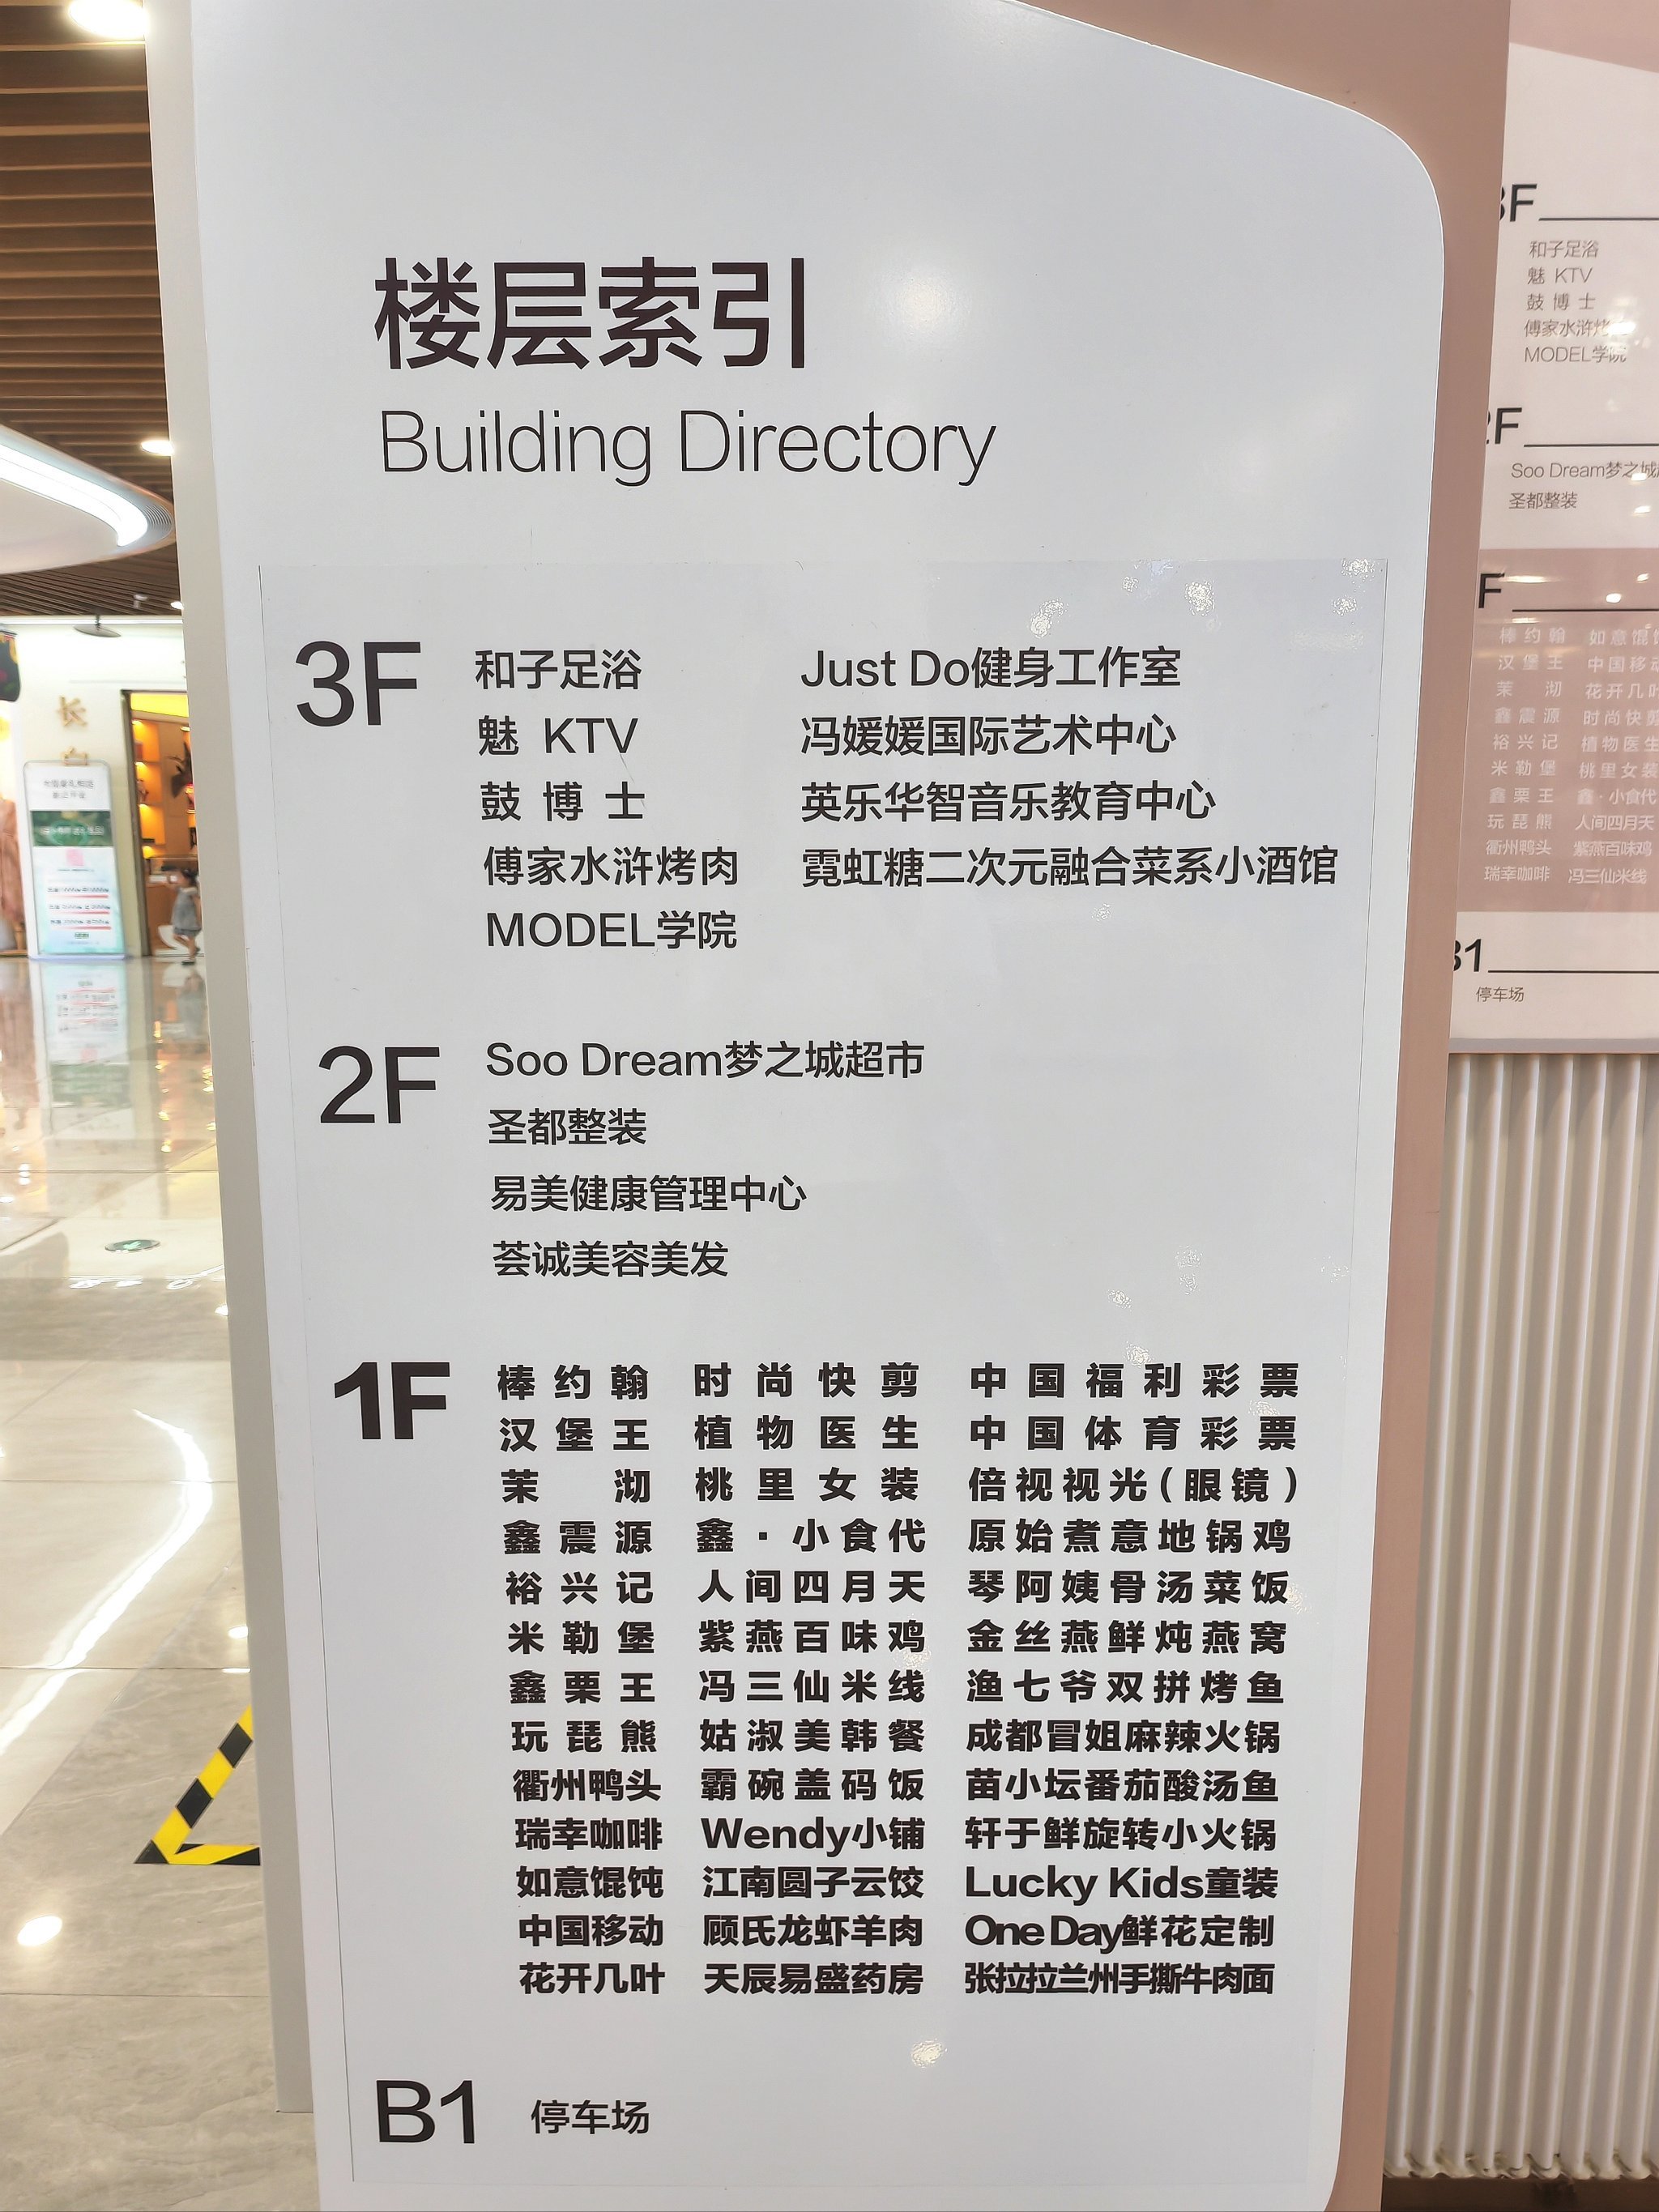 楼层索引
Building Directory
3F
和子足浴 Just Do健身工作室
魅 KTV 冯媛媛国际艺术中心
鼓博士 英乐华智音乐教育中心
傅家水浒烤肉 霓虹糖二次元融合菜系小酒馆
MODEL学院
2F
Soo Dream梦之城超市
圣都整装
易美健康管理中心
荟诚美容美发
1F
棒约翰 时尚快剪 中国福利彩票
汉堡王 植物医生 中国体育彩票
茉沏 桃里女装 倍视视光(眼镜)
鑫震源 鑫·小食代 原始煮意地锅鸡
裕兴记 人间四月天 琴阿姨骨汤菜饭
米勒堡 紫燕百味鸡 金丝燕鲜炖燕窝
鑫栗王 冯三仙米线 渔七爷双拼烤鱼
玩琵熊 姑淑美韩餐 成都冒姐麻辣火锅
衢州鸭头 霸碗盖码饭 苗小坛番茄酸汤鱼
瑞幸咖啡 Wendy小铺 轩于鲜旋转小火锅
如意馄饨 江南圆子云饺 Lucky Kids童装
中国移动 顾氏龙虾羊肉 One Day鲜花定制
花开几叶 天辰易盛药房 张拉拉兰州手撕牛肉面
B1 停车场
3F
和子足浴
魅 KTV
鼓博士
傅家水浒烤
MODEL学院
2F
Soo Dream梦之城
圣都整装
F
棒约翰 如意馄
汉堡王 中国移动
茉沏 花开几叶
鑫震源 时尚快剪
裕兴记 植物医生
米勒堡 桃里女装
鑫栗王 鑫·小食代
玩琵熊 人间四月天
衢州鸭头 紫燕百味鸡
瑞幸咖啡 冯三仙米线
B1
停车场
长
白